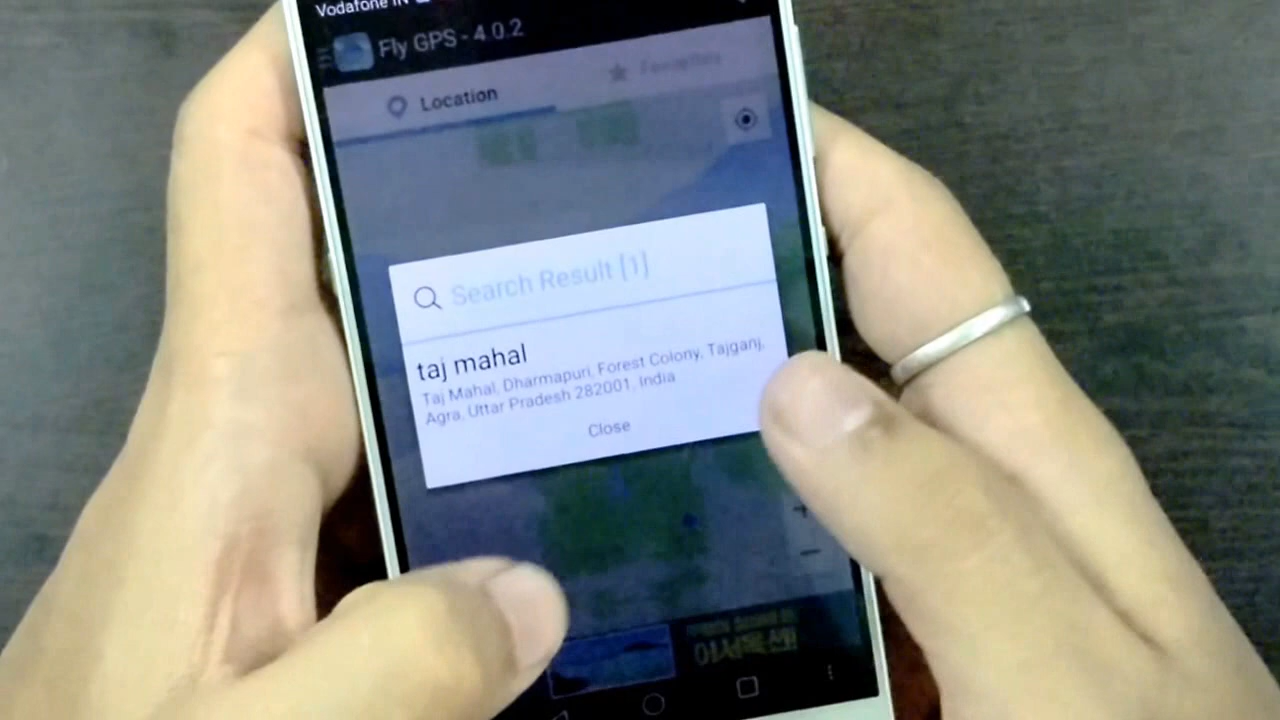 Vodafone IN
Fly GPS - 4.0.2
Location
Favorites
Search Result [1]
taj mahal
Taj Mahal, Dharmapuri, Forest Colony, Tajganj,
Agra, Uttar Pradesh 282001, India
Close